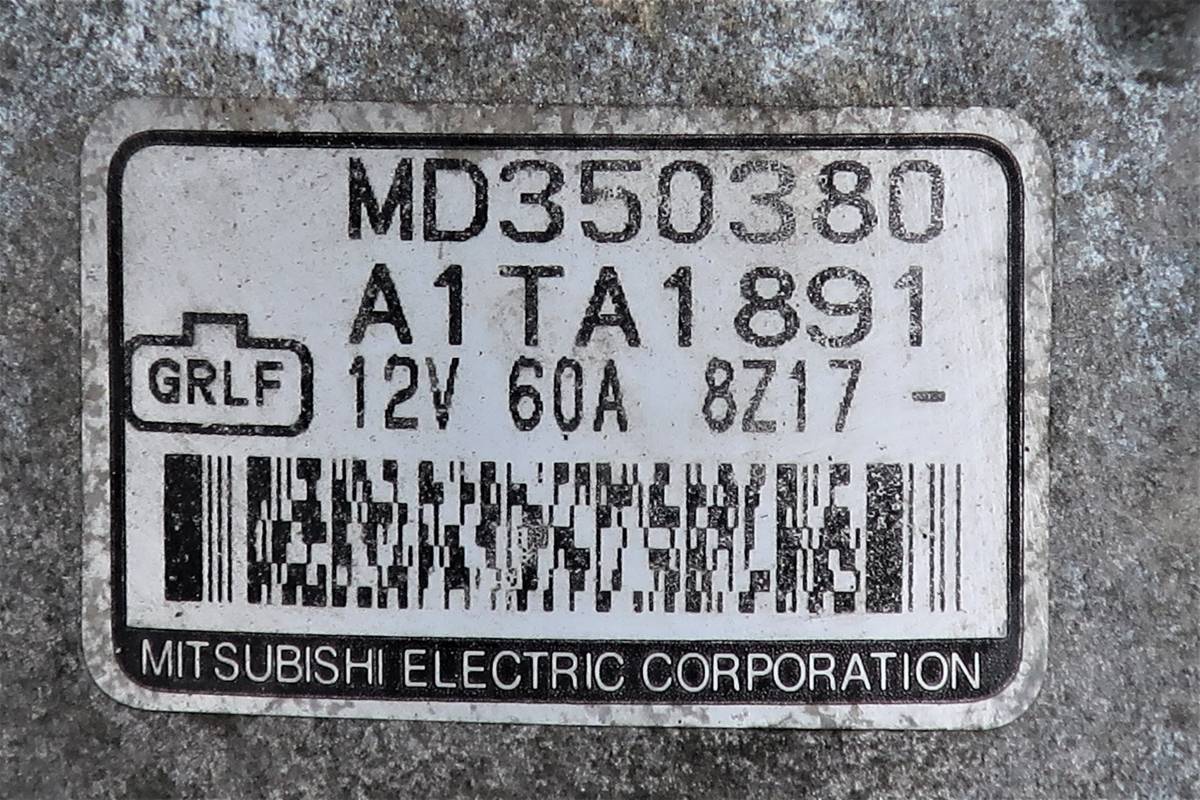 MD350380
A1TA1891
GRLF
12V 60A 8Z17 -
MITSUBISHI ELECTRIC CORPORATION